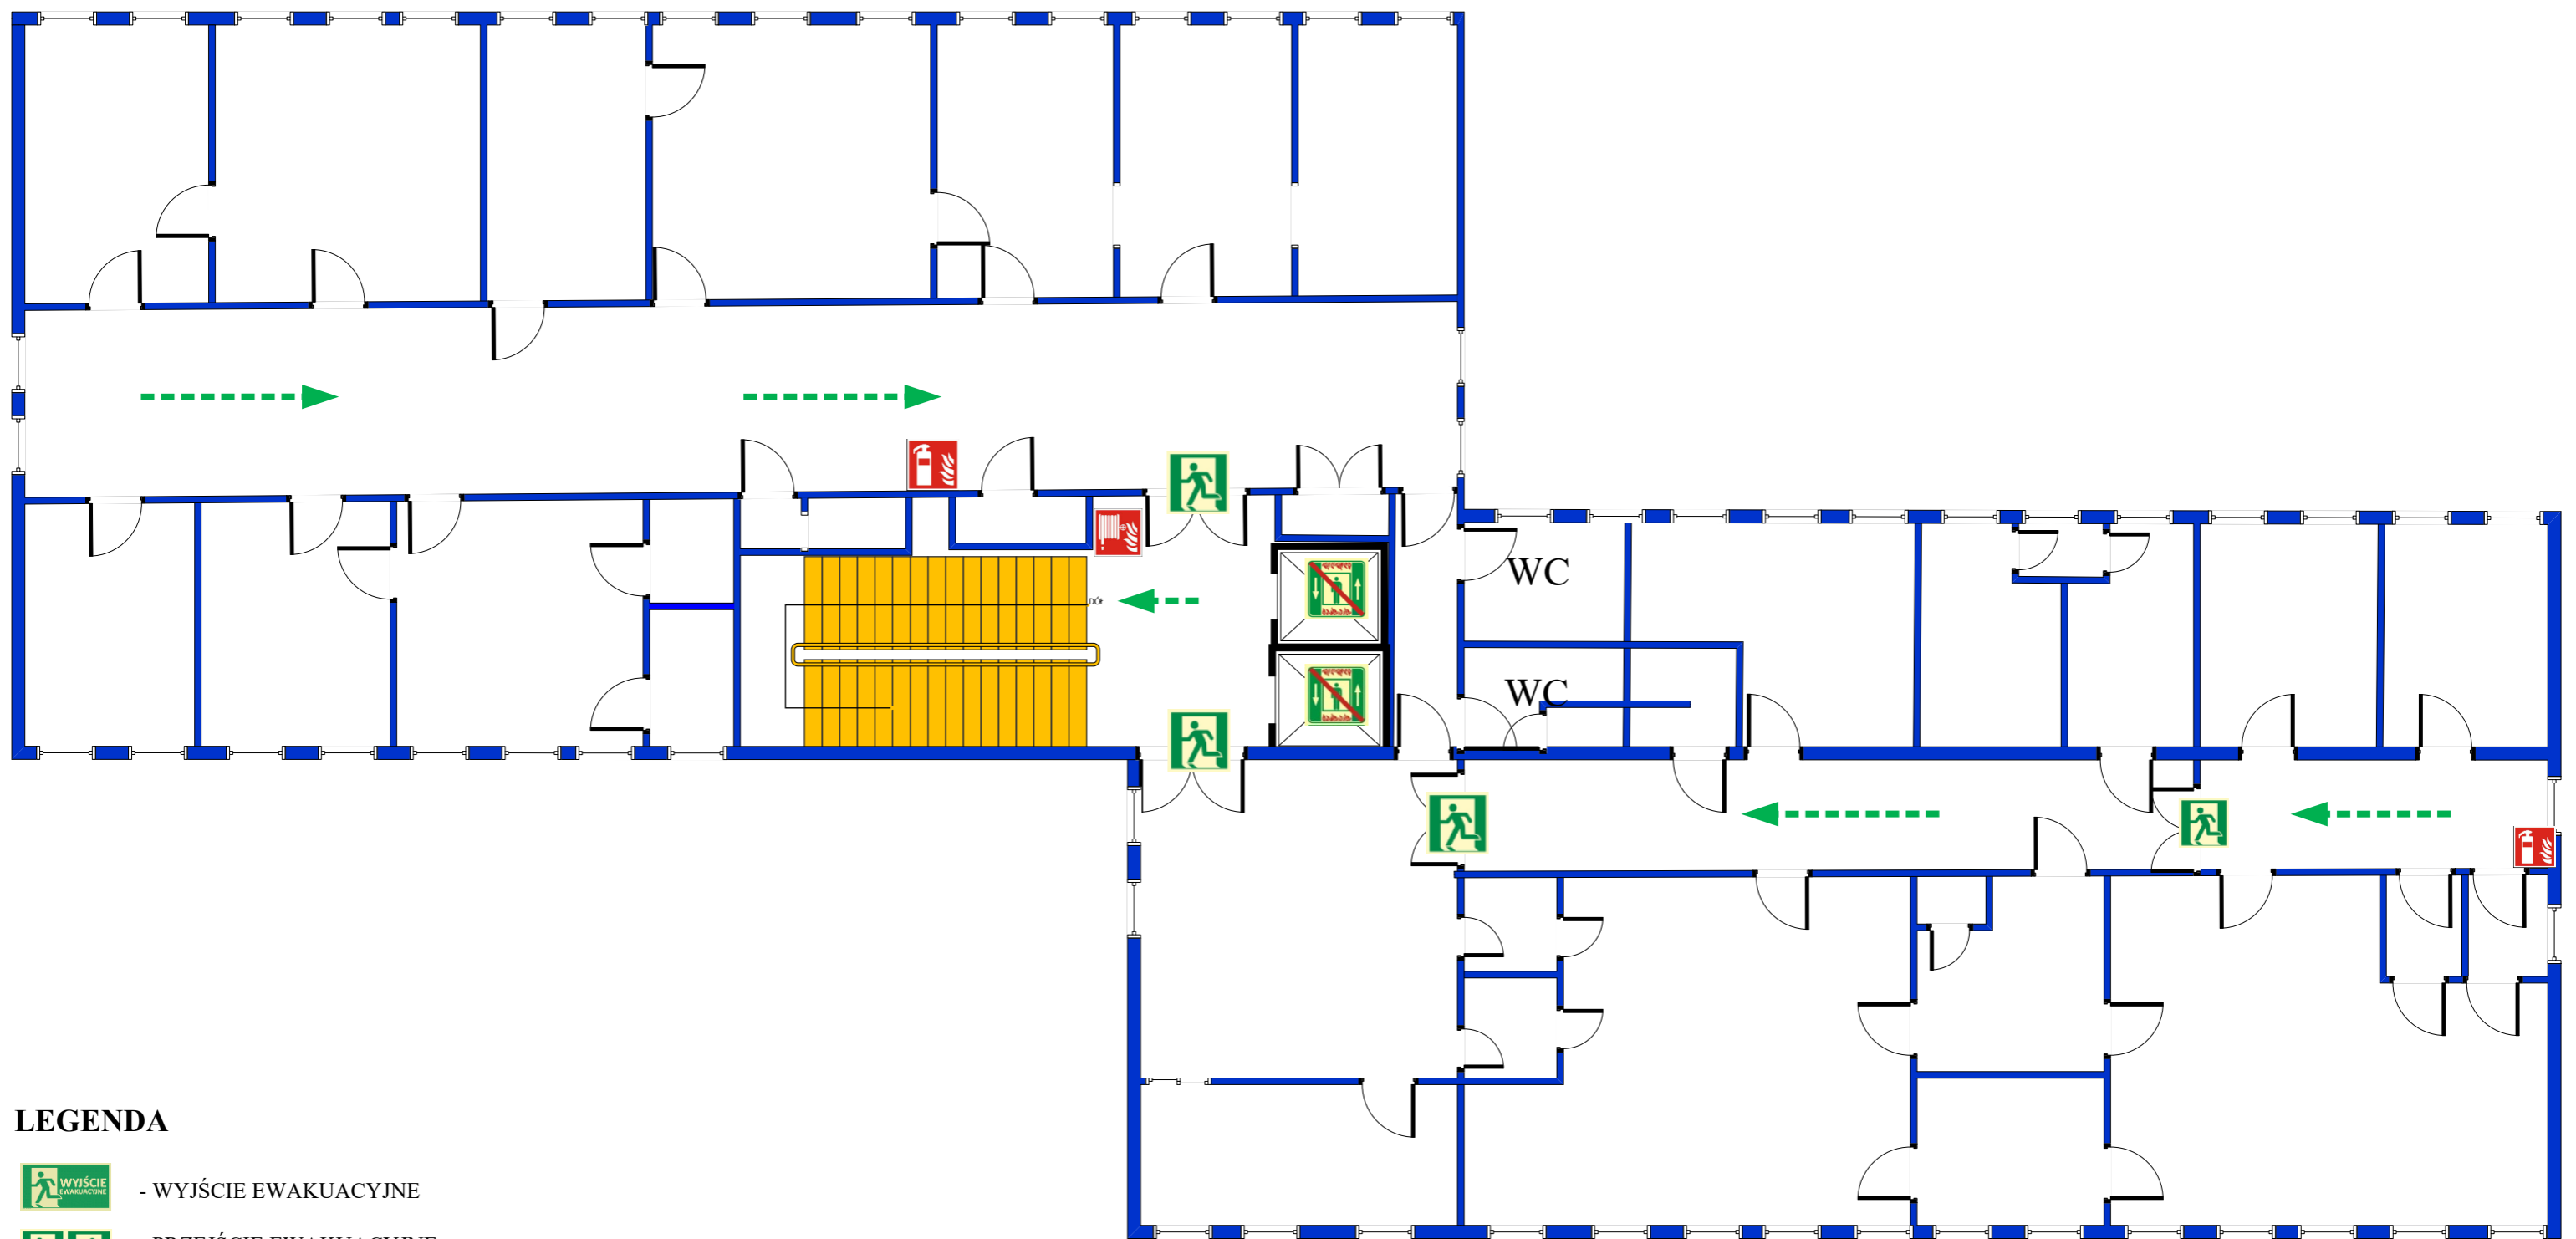 WC
DÓŁ
WC
LEGENDA
WYJŚCIE
EWAKUACYJNE
- WYJŚCIE EWAKUACYJNE